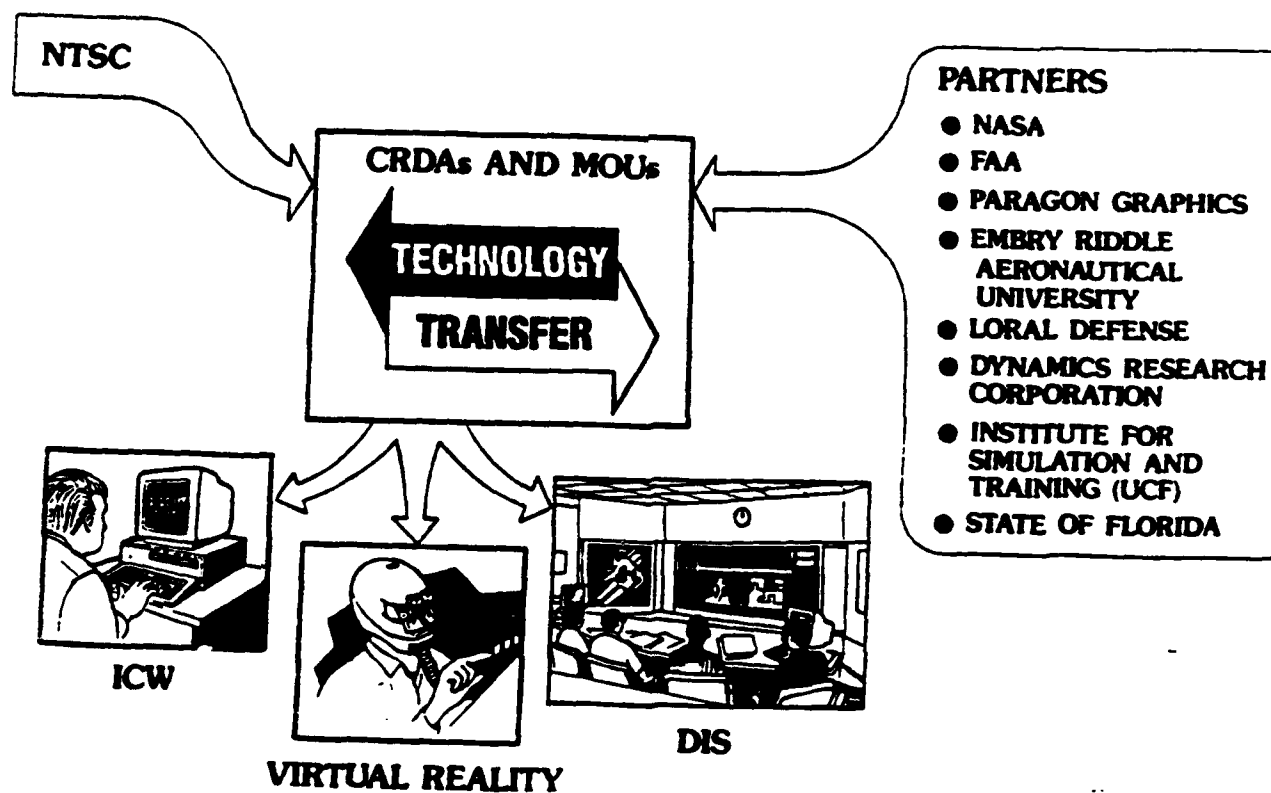 NTSC
CRDAs AND MOUs
TECHNOLOGY
TRANSFER
PARTNERS
● NASA
● FAA
● PARAGON GRAPHICS
● EMBRY RIDDLE
AERONAUTICAL
UNIVERSITY
● LORAL DEFENSE
● DYNAMICS RESEARCH
CORPORATION
● INSTITUTE FOR
SIMULATION AND
TRAINING (UCF)
● STATE OF FLORIDA
ICW
VIRTUAL REALITY
DIS